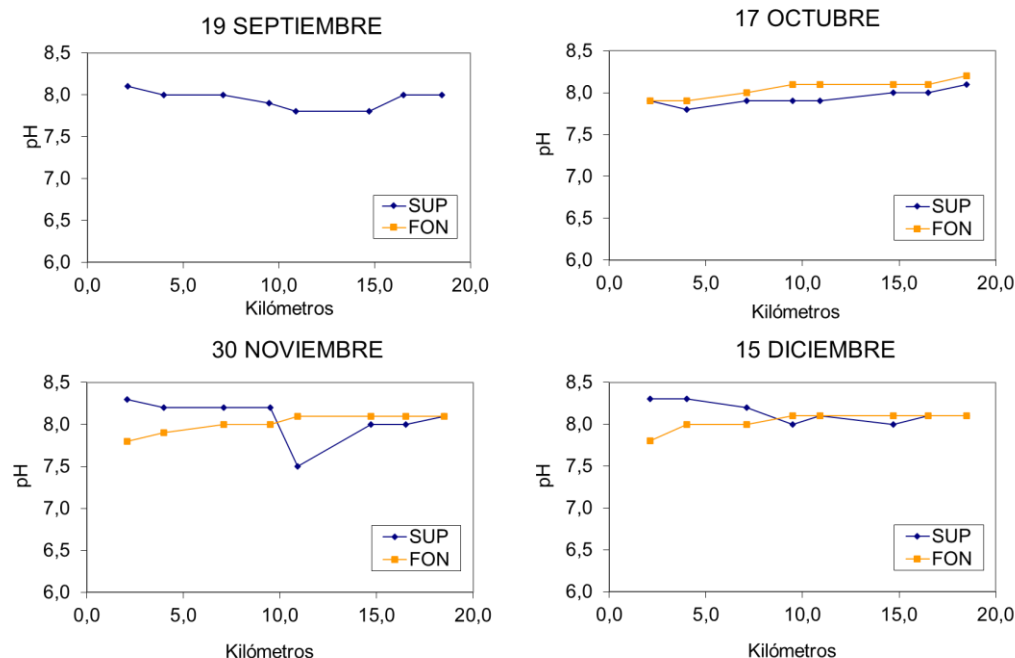 19 SEPTIEMBRE
8,5
8,0
7,5
7,0
6,5
6,0
pH
0,0 5,0 10,0 15,0 20,0
Kilómetros
SUP
FON
17 OCTUBRE
8,5
8,0
7,5
7,0
6,5
6,0
pH
0,0 5,0 10,0 15,0 20,0
Kilómetros
SUP
FON
30 NOVIEMBRE
8,5
8,0
7,5
7,0
6,5
6,0
pH
0,0 5,0 10,0 15,0 20,0
Kilómetros
SUP
FON
15 DICIEMBRE
8,5
8,0
7,5
7,0
6,5
6,0
pH
0,0 5,0 10,0 15,0 20,0
Kilómetros
SUP
FON